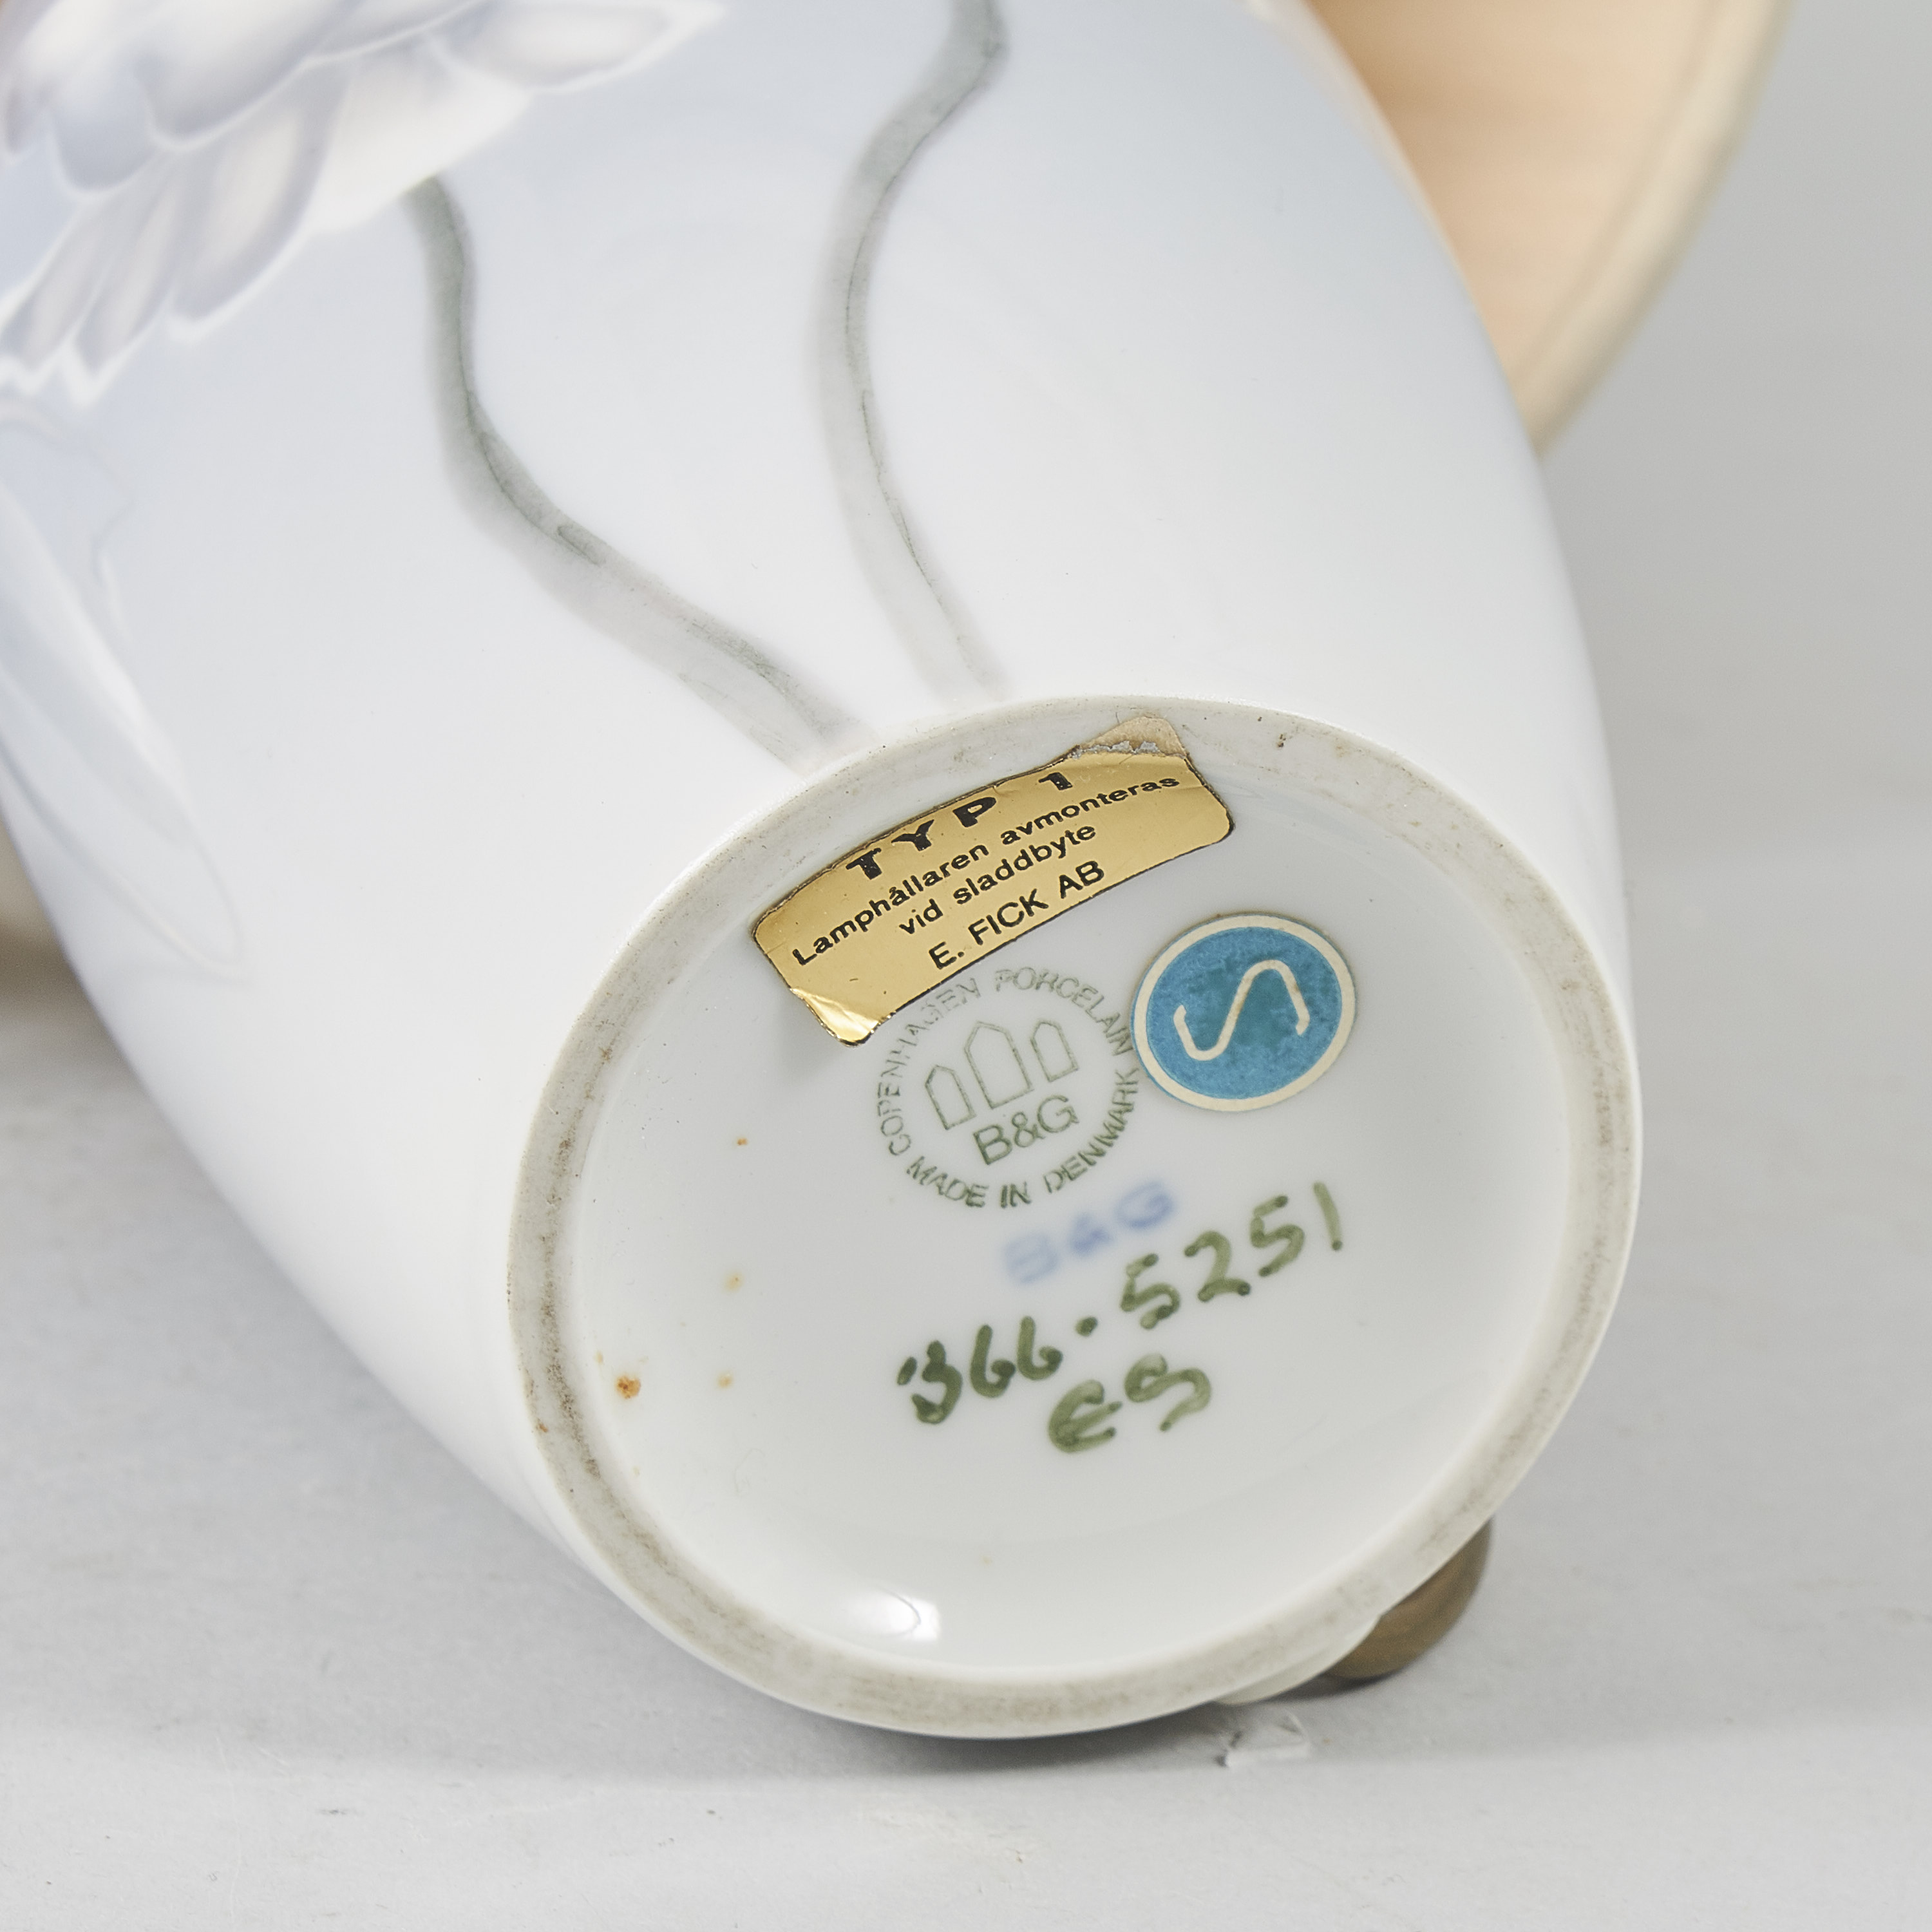 TYP 1
Lamphållaren avmonteras
vid sladdbyte
E. FICK AB
COPENHAGEN PORCELAIN
B&G
MADE IN DENMARK
S
B&G
366·5251
ES